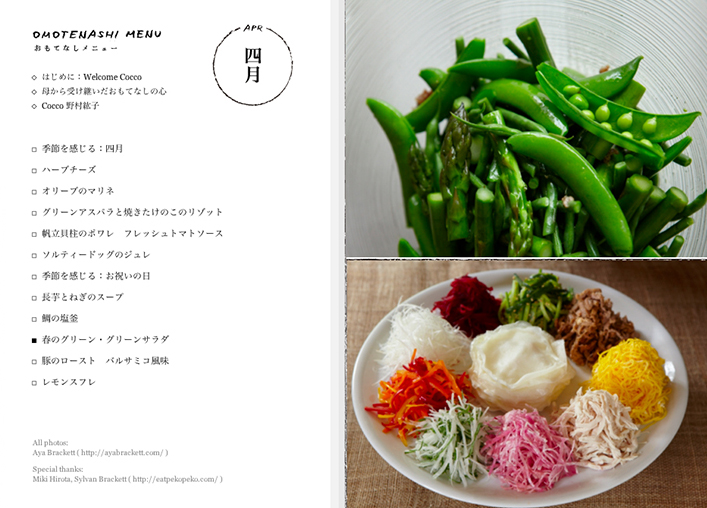 OMOTENASHI MENU
おもてなしメニュー
APR
四月
◇ はじめに：Welcome Cocco
◇ 母から受け継いだおもてなしの心
◇ Cocco 野村紘子
□ 季節を感じる：四月
□ ハーブチーズ
□ オリーブのマリネ
□ グリーンアスパラと焼きたけのこのリゾット
□ 帆立貝柱のポワレ　フレッシュトマトソース
□ ソルティードッグのジュレ
□ 季節を感じる：お祝いの日
□ 長芋とねぎのスープ
□ 鯛の塩釜
■ 春のグリーン・グリーンサラダ
□ 豚のロースト　バルサミコ風味
□ レモンスフレ
All photos:
Aya Brackett ( http://ayabrackett.com/ )
Special thanks:
Miki Hirota, Sylvan Brackett ( http://eatpekopeko.com/ )